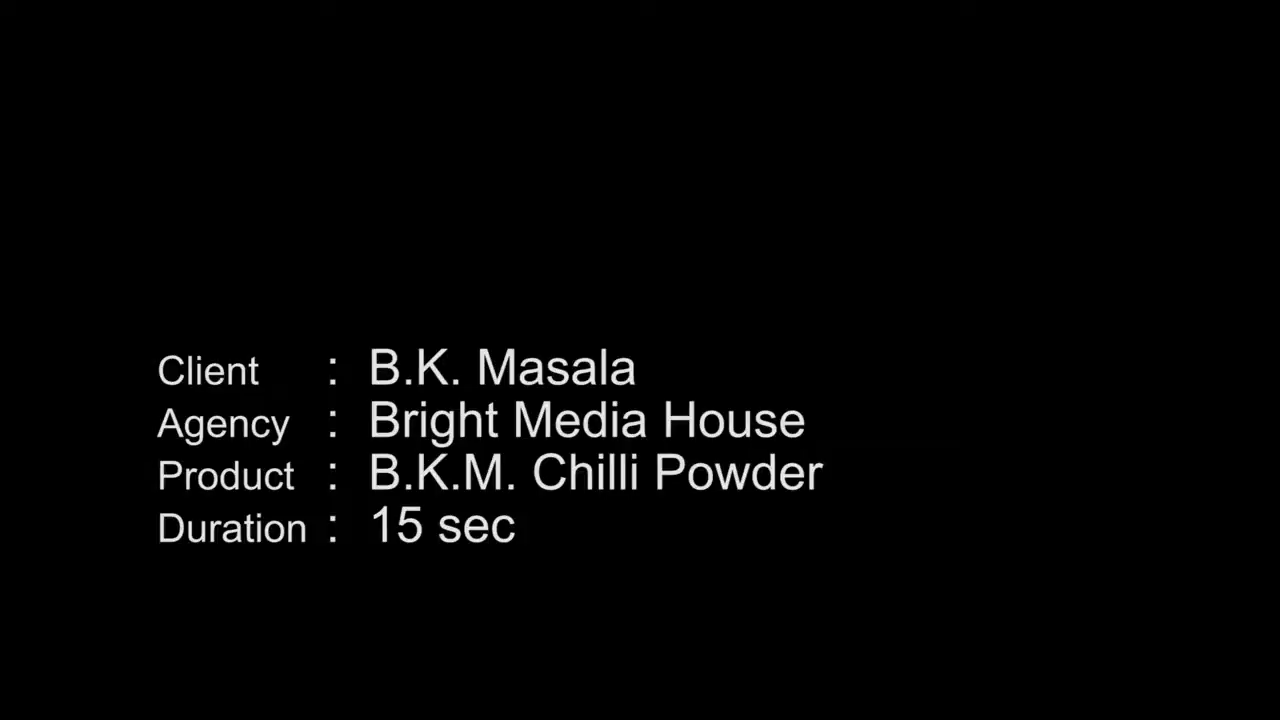 Client : B.K. Masala
Agency : Bright Media House
Product : B.K.M. Chilli Powder
Duration : 15 sec